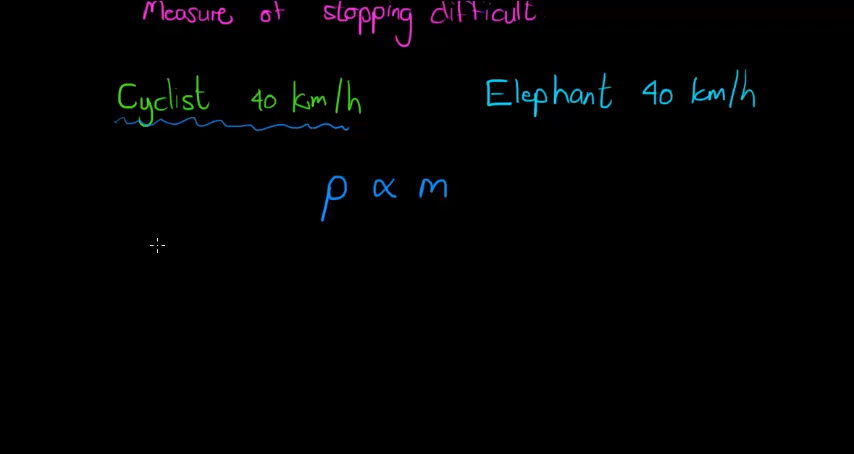 Measure of stopping difficult
Cyclist 40 km/h Elephant 40 km/h
p ∝ m